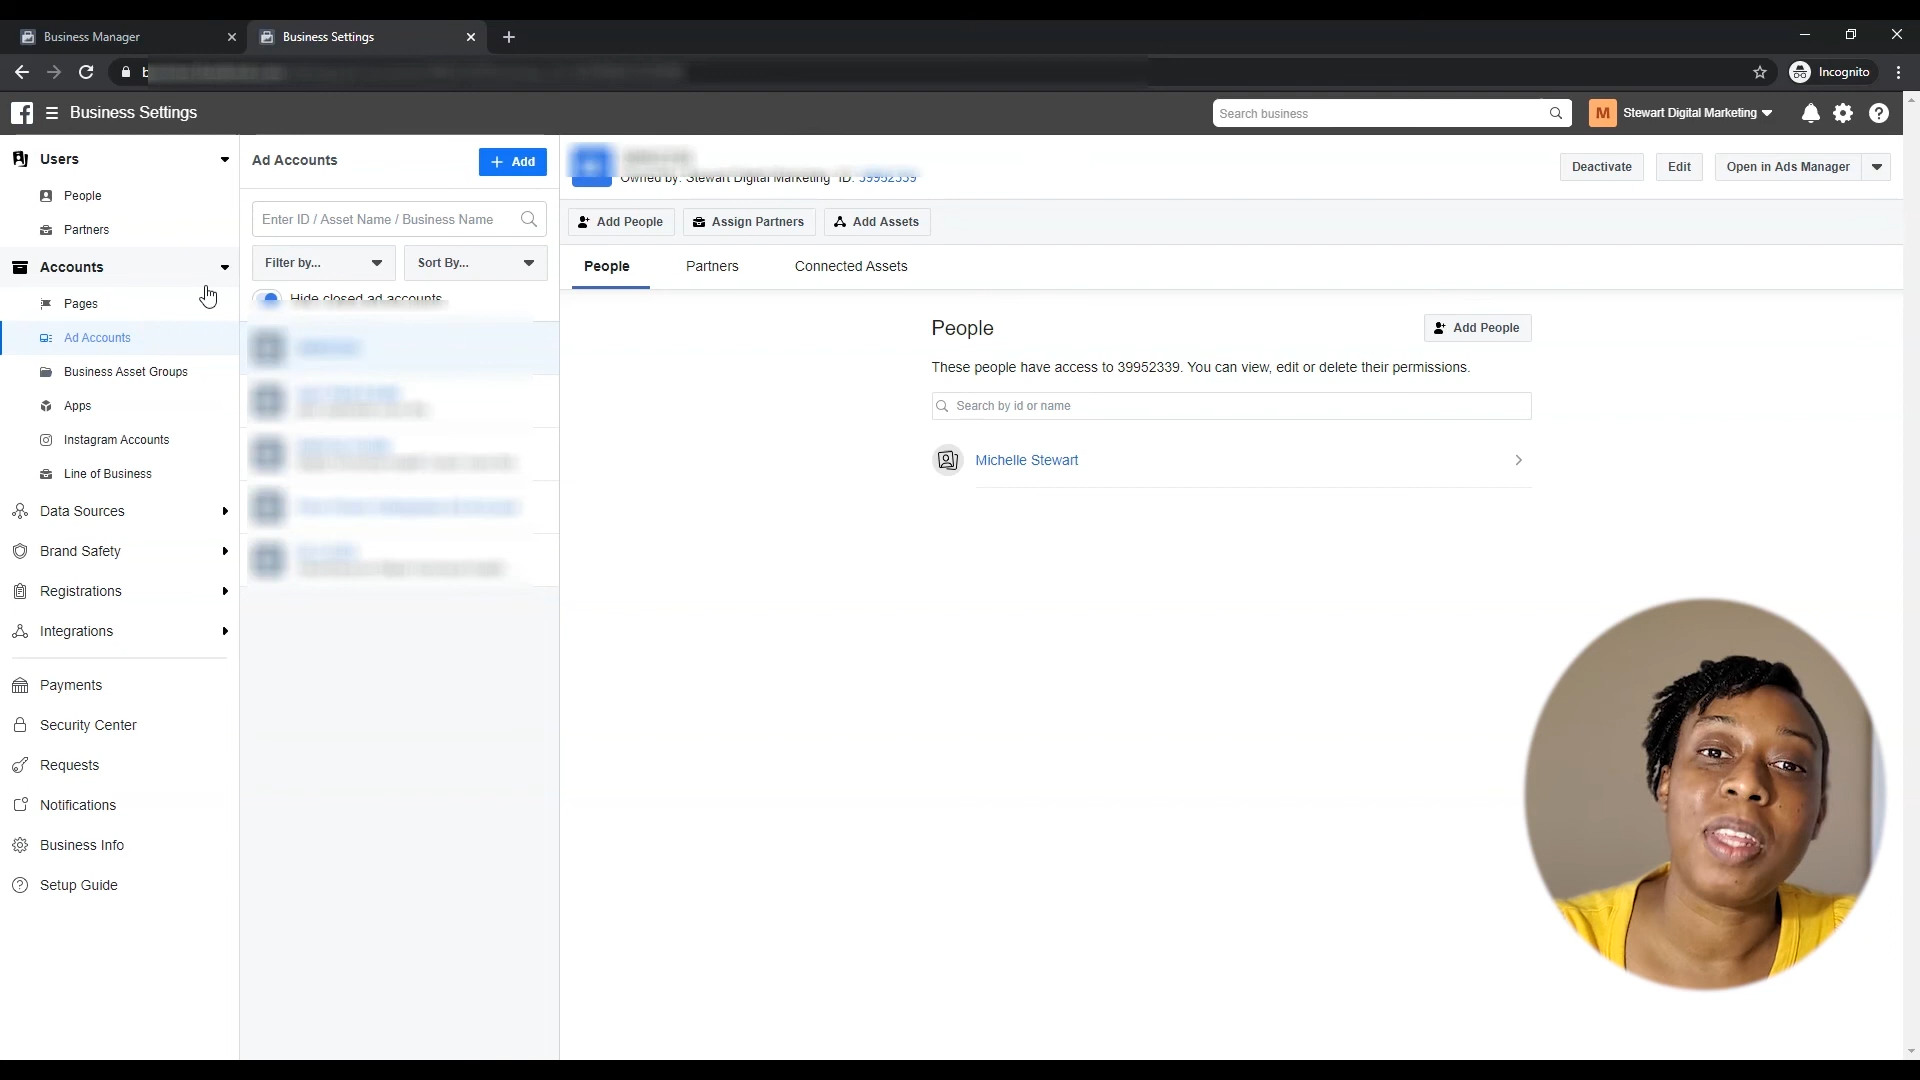 Business Manager
Business Settings
Incognito
Business Settings
Search business
M
Stewart Digital Marketing
Users
People
Partners
Accounts
Pages
Ad Accounts
Business Asset Groups
Apps
Instagram Accounts
Line of Business
Data Sources
Brand Safety
Registrations
Integrations
Payments
Security Center
Requests
Notifications
Business Info
Setup Guide
Ad Accounts
+ Add
Enter ID / Asset Name / Business Name
Filter by...
Sort By...
Hide closed ad accounts
Owned by: Stewart Digital Marketing ID: 39952339
Deactivate
Edit
Open in Ads Manager
Add People
Assign Partners
Add Assets
People
Partners
Connected Assets
People
Add People
These people have access to 39952339. You can view, edit or delete their permissions.
Search by id or name
Michelle Stewart